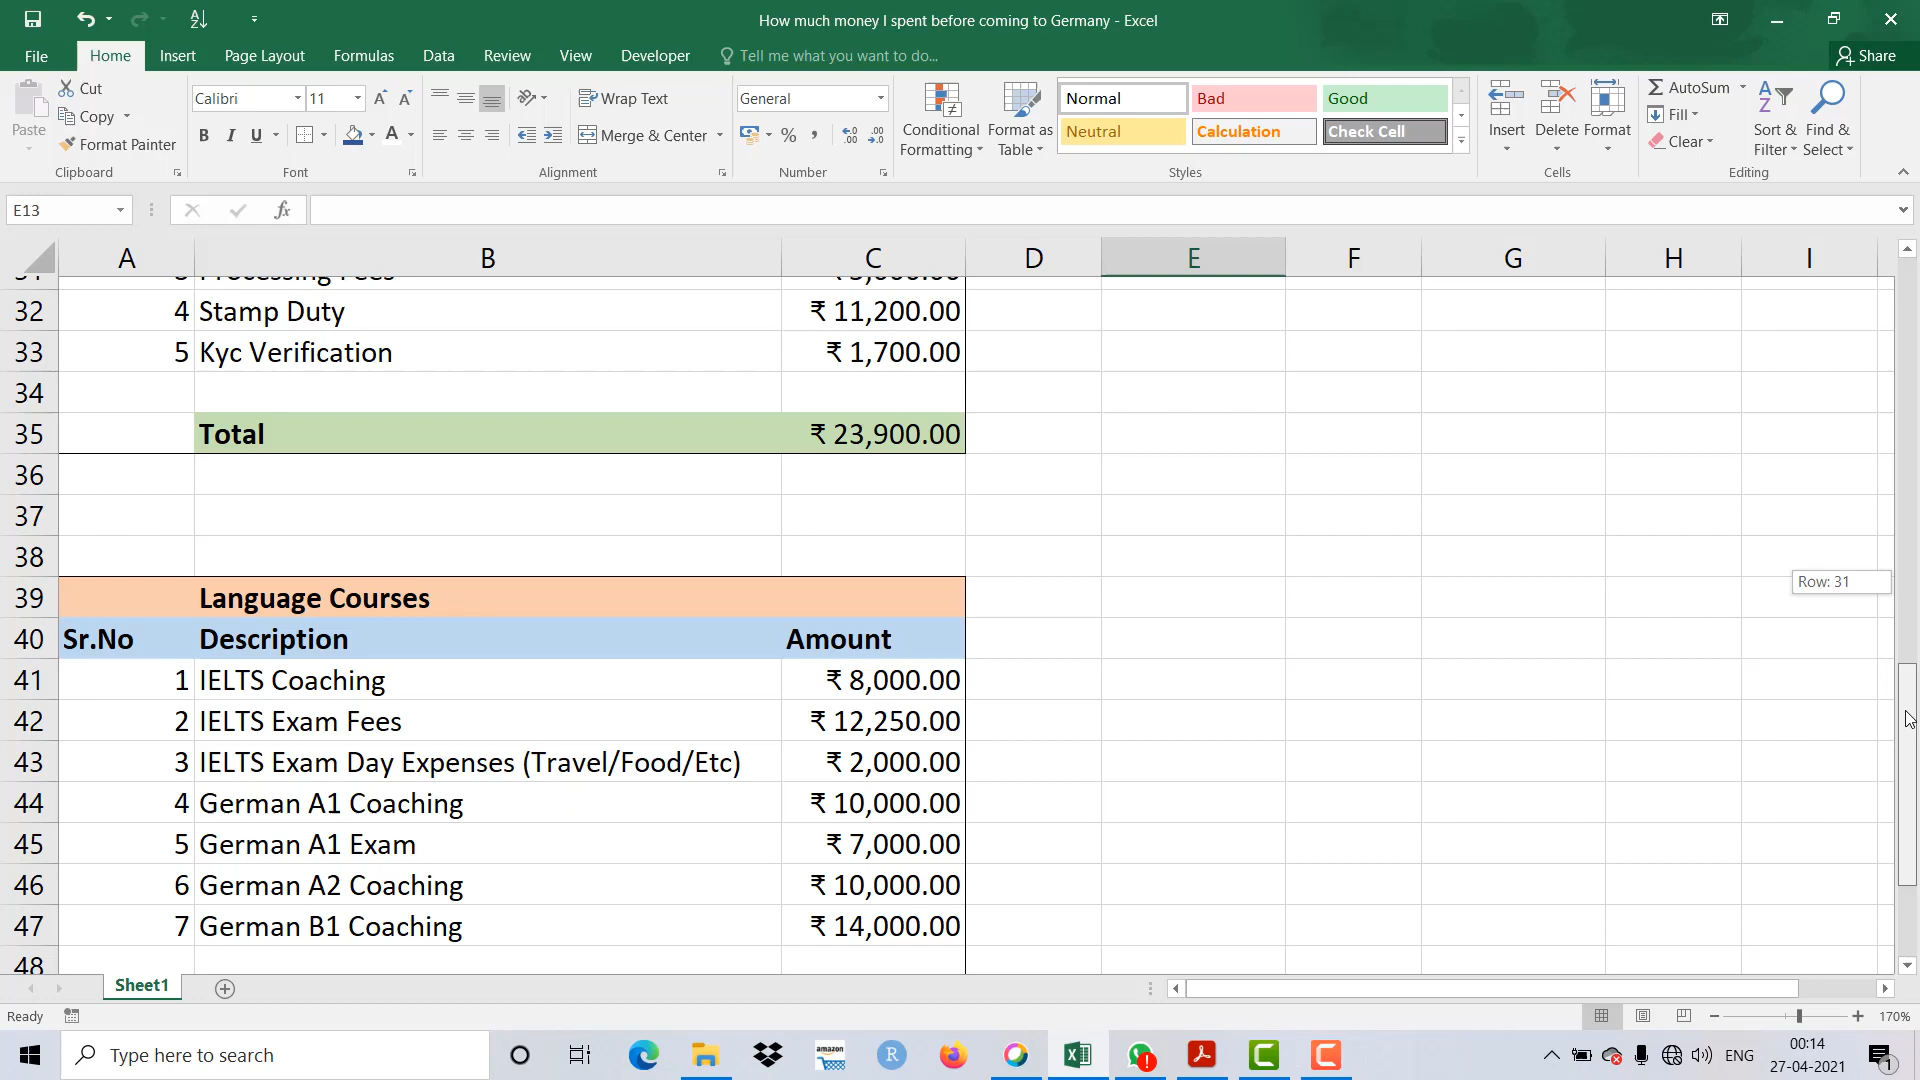 How much money I spent before coming to Germany - Excel
File Home Insert Page Layout Formulas Data Review View Developer Tell me what you want to do... Share
Paste
Cut
Copy
Format Painter
Clipboard
Calibri 11
B I U
Font
Wrap Text
Merge & Center
Alignment
General
% ,
Number
Conditional Formatting
Format as Table
Normal Bad Good
Neutral Calculation Check Cell
Styles
Insert Delete Format
Cells
AutoSum
Fill
Clear
Sort & Filter
Find & Select
Editing
E13
fx
A B C D E F G H I
32 4 Stamp Duty ₹ 11,200.00
33 5 Kyc Verification ₹ 1,700.00
34
35 Total ₹ 23,900.00
36
37
38
39 Language Courses
Row: 31
40 Sr.No Description Amount
41 1 IELTS Coaching ₹ 8,000.00
42 2 IELTS Exam Fees ₹ 12,250.00
43 3 IELTS Exam Day Expenses (Travel/Food/Etc) ₹ 2,000.00
44 4 German A1 Coaching ₹ 10,000.00
45 5 German A1 Exam ₹ 7,000.00
46 6 German A2 Coaching ₹ 10,000.00
47 7 German B1 Coaching ₹ 14,000.00
48
Sheet1
Ready
170%
Type here to search
amazon
R
ENG
00:14
27-04-2021
1